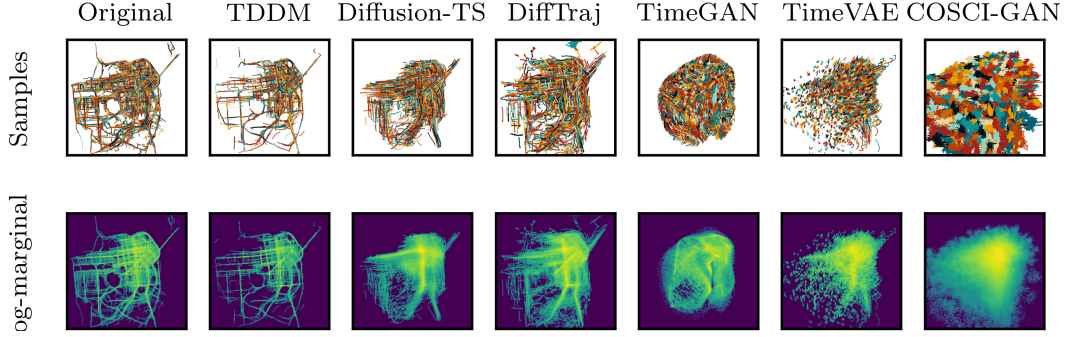 Original TDDM Diffusion-TS DiffTraj TimeGAN TimeVAE COSCI-GAN
Samples
og-marginal